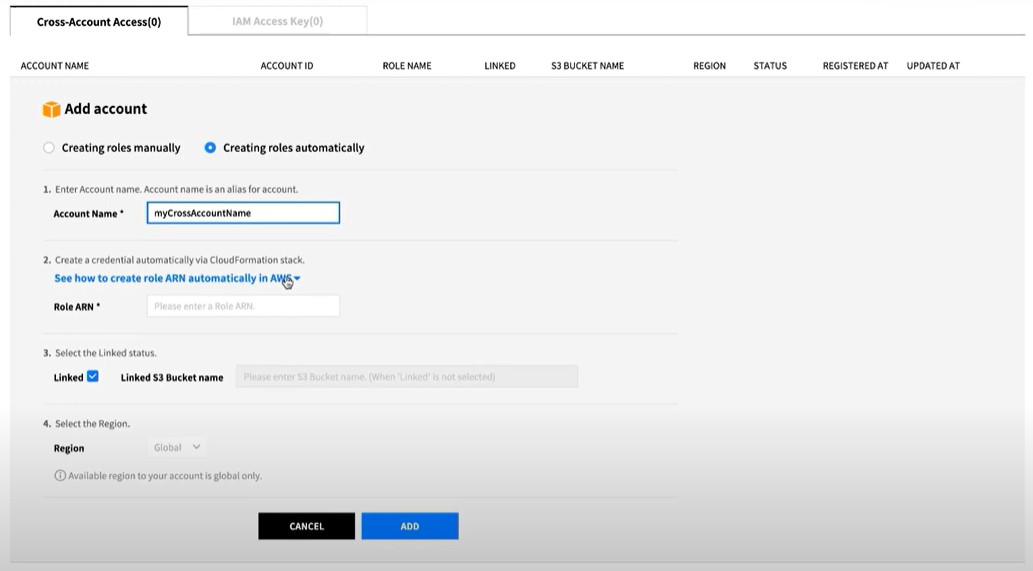 Cross-Account Access(0) IAM Access Key(0)
ACCOUNT NAME ACCOUNT ID ROLE NAME LINKED S3 BUCKET NAME REGION STATUS REGISTERED AT UPDATED AT
Add account
Creating roles manually Creating roles automatically
1. Enter Account name. Account name is an alias for account.
Account Name * myCrossAccountName
2. Create a credential automatically via CloudFormation stack.
See how to create role ARN automatically in AWS
Role ARN * Please enter a Role ARN.
3. Select the Linked status.
Linked Linked S3 Bucket name Please enter S3 Bucket name. (When 'Linked' is not selected)
4. Select the Region.
Region Global
Available region to your account is global only.
CANCEL ADD